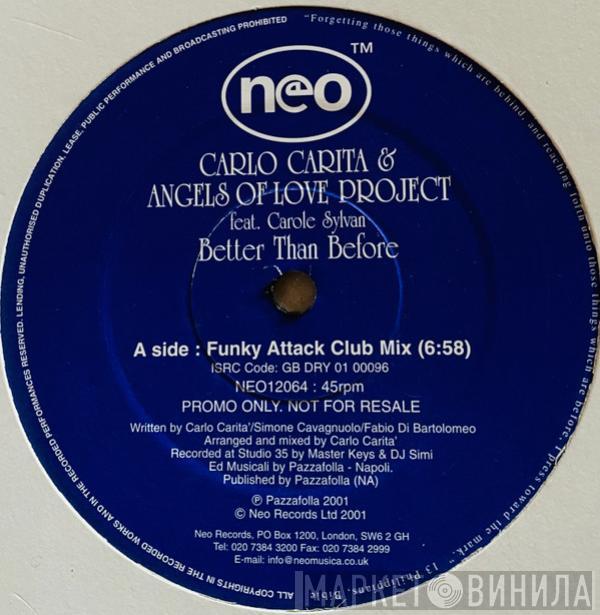 neo TM
CARLO CARITA &
ANGELS OF LOVE PROJECT
feat. Carole Sylvan
Better Than Before
A side : Funky Attack Club Mix (6:58)
ISRC Code: GB DRY 01 00096
NEO12064 : 45rpm
PROMO ONLY. NOT FOR RESALE
Written by Carlo Carita'/Simone Cavagnuolo/Fabio Di Bartolomeo
Arranged and mixed by Carlo Carita'
Recorded at Studio 35 by Master Keys & DJ Simi
Ed Musicali by Pazzafolla - Napoli.
Published by Pazzafolla (NA)
℗ Pazzafolla 2001
© Neo Records Ltd 2001
Neo Records, PO Box 1200, London, SW6 2 GH
Tel: 020 7384 3200 Fax: 020 7384 2999
E-mail: info@neomusica.co.uk
ALL COPYRIGHTS IN THE RECORDED WORKS AND IN THE RECORDED PERFORMANCES RESERVED. LENDING, UNAUTHORISED DUPLICATION, LEASE, PUBLIC PERFORMANCE AND BROADCASTING PROHIBITED
"Forgetting those things which are behind, and reaching forth unto those things which are before. I press toward the mark." 13 Philippians, Bible
МАРКЕТ ВИНИЛА